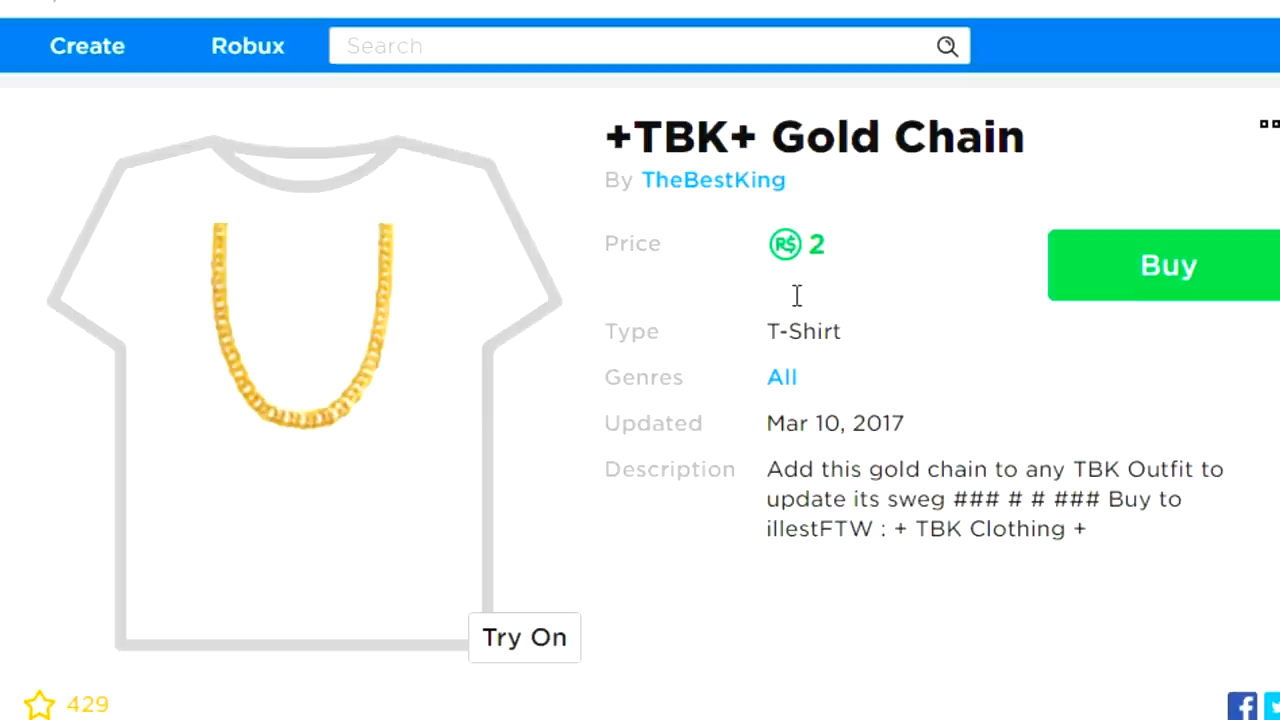 Create Robux Search
+TBK+ Gold Chain
By TheBestKing
Price R$ 2
Buy
Type T-Shirt
Genres All
Updated Mar 10, 2017
Description Add this gold chain to any TBK Outfit to
update its sweg ### # # ### Buy to
illestFTW : + TBK Clothing +
Try On
429